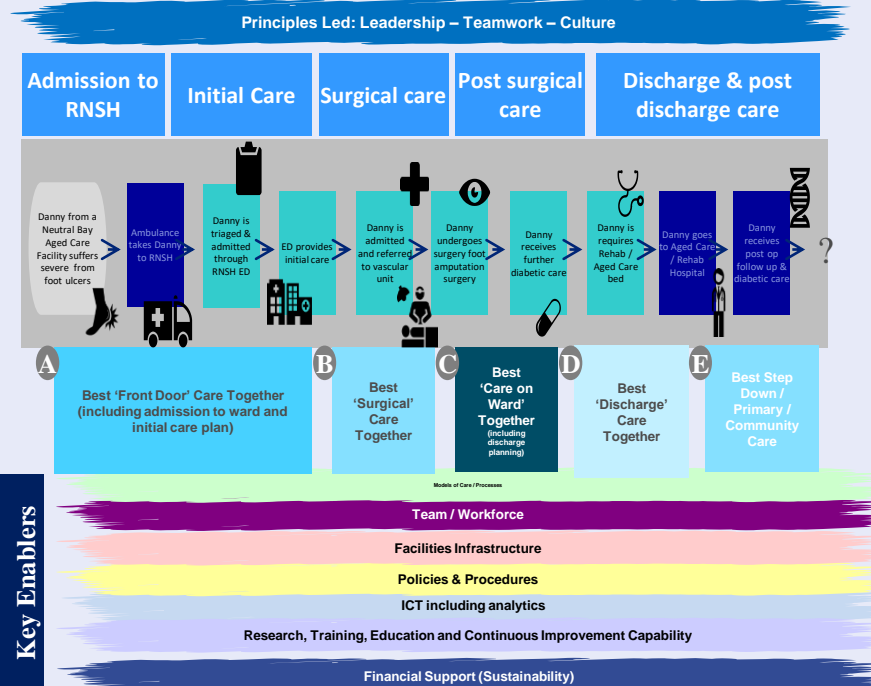 Principles Led: Leadership – Teamwork – Culture
Admission to
RNSH
Initial Care
Surgical care
Post surgical
care
Discharge & post
discharge care
Danny from a
Neutral Bay
Aged Care
Facility suffers
severe from
foot ulcers
Ambulance
takes Danny
to RNSH
Danny is
triaged &
admitted
through
RNSH ED
ED provides
initial care
Danny is
admitted
and referred
to vascular
unit
Danny
undergoes
surgery foot
amputation
surgery
Danny
receives
further
diabetic care
Danny is
requires
Rehab /
Aged Care
bed
Danny goes
to Aged Care
/ Rehab
Hospital
Danny
receives
post op
follow up &
diabetic care
?
A
Best ‘Front Door’ Care Together
(including admission to ward and
initial care plan)
B
Best
‘Surgical’
Care
Together
C
Best
‘Care on
Ward’
Together
(including
discharge
planning)
D
Best
‘Discharge’
Care
Together
E
Best Step
Down /
Primary /
Community
Care
Key Enablers
Models of Care / Processes
Team / Workforce
Facilities Infrastructure
Policies & Procedures
ICT including analytics
Research, Training, Education and Continuous Improvement Capability
Financial Support (Sustainability)